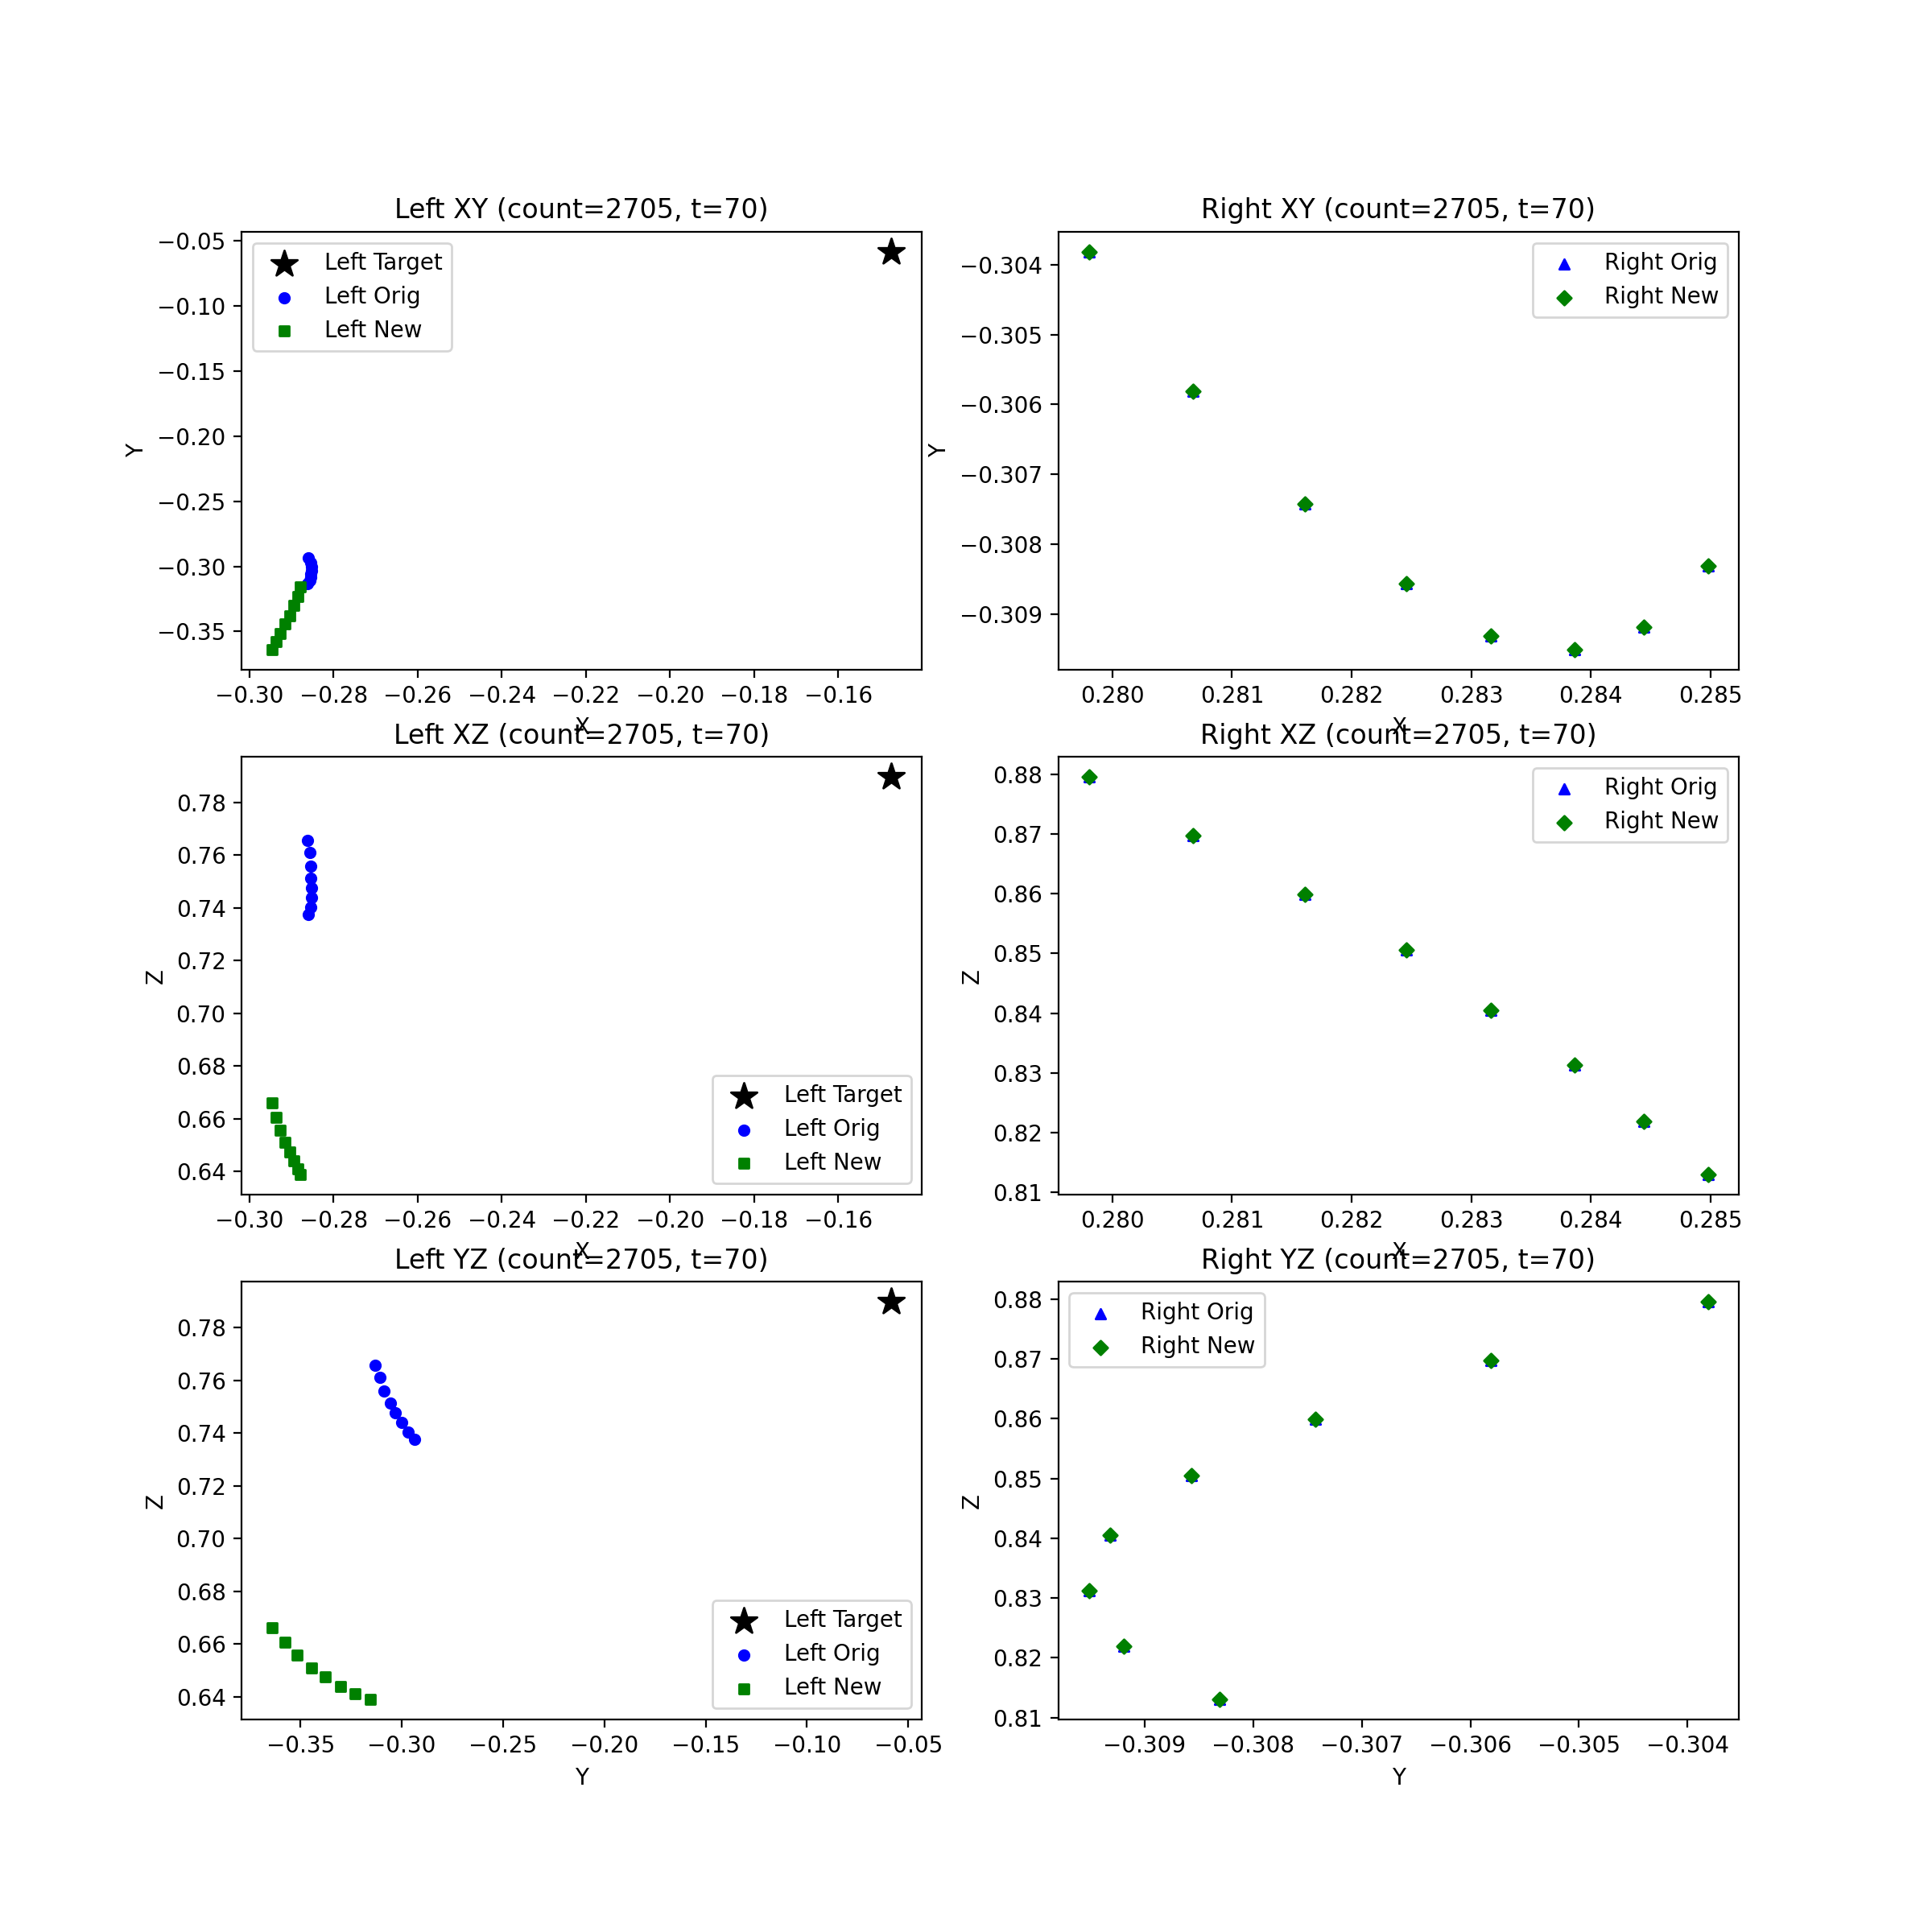 Left XY (count=2705, t=70)
Left Target
Left Orig
Left New
Y
−0.05
−0.10
−0.15
−0.20
−0.25
−0.30
−0.35
−0.30 −0.28 −0.26 −0.24 −0.22 −0.20 −0.18 −0.16
X
Right XY (count=2705, t=70)
Right Orig
Right New
Y
−0.304
−0.305
−0.306
−0.307
−0.308
−0.309
0.280 0.281 0.282 0.283 0.284 0.285
X
Left XZ (count=2705, t=70)
Z
0.78
0.76
0.74
0.72
0.70
0.68
0.66
0.64
Left Target
Left Orig
Left New
−0.30 −0.28 −0.26 −0.24 −0.22 −0.20 −0.18 −0.16
X
Right XZ (count=2705, t=70)
Right Orig
Right New
Z
0.88
0.87
0.86
0.85
0.84
0.83
0.82
0.81
0.280 0.281 0.282 0.283 0.284 0.285
X
Left YZ (count=2705, t=70)
Z
0.78
0.76
0.74
0.72
0.70
0.68
0.66
0.64
Left Target
Left Orig
Left New
−0.35 −0.30 −0.25 −0.20 −0.15 −0.10 −0.05
Y
Right YZ (count=2705, t=70)
Right Orig
Right New
Z
0.88
0.87
0.86
0.85
0.84
0.83
0.82
0.81
−0.309 −0.308 −0.307 −0.306 −0.305 −0.304
Y